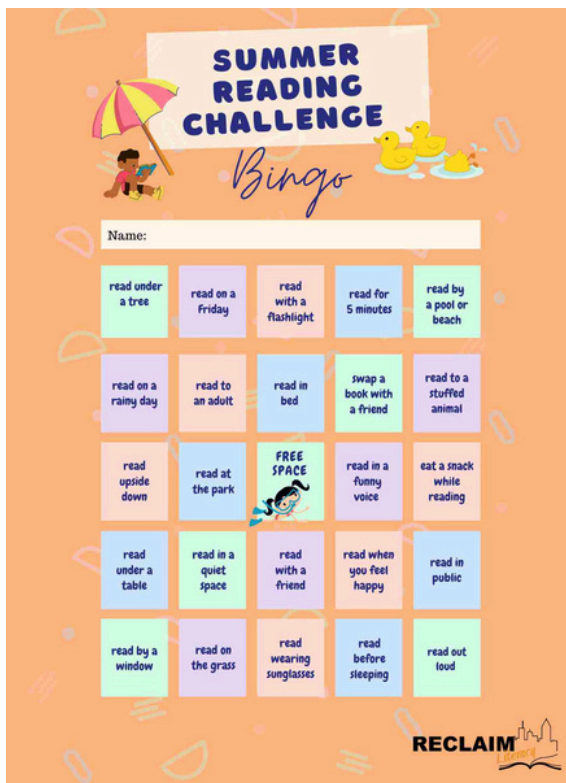 SUMMER
READING
CHALLENGE
Bingo
Name:
read under
a tree
read on a
Friday
read
with a
flashlight
read for
5 minutes
read by
a pool or
beach
read on a
rainy day
read to
an adult
read in
bed
swap a
book with
a friend
read to a
stuffed
animal
read
upside
down
read at
the park
FREE
SPACE
read in a
funny
voice
eat a snack
while
reading
read
under a
table
read in a
quiet
space
read
with a
friend
read when
you feel
happy
read in
public
read by a
window
read on
the grass
read
wearing
sunglasses
read
before
sleeping
read out
loud
RECLAIM
Literacy